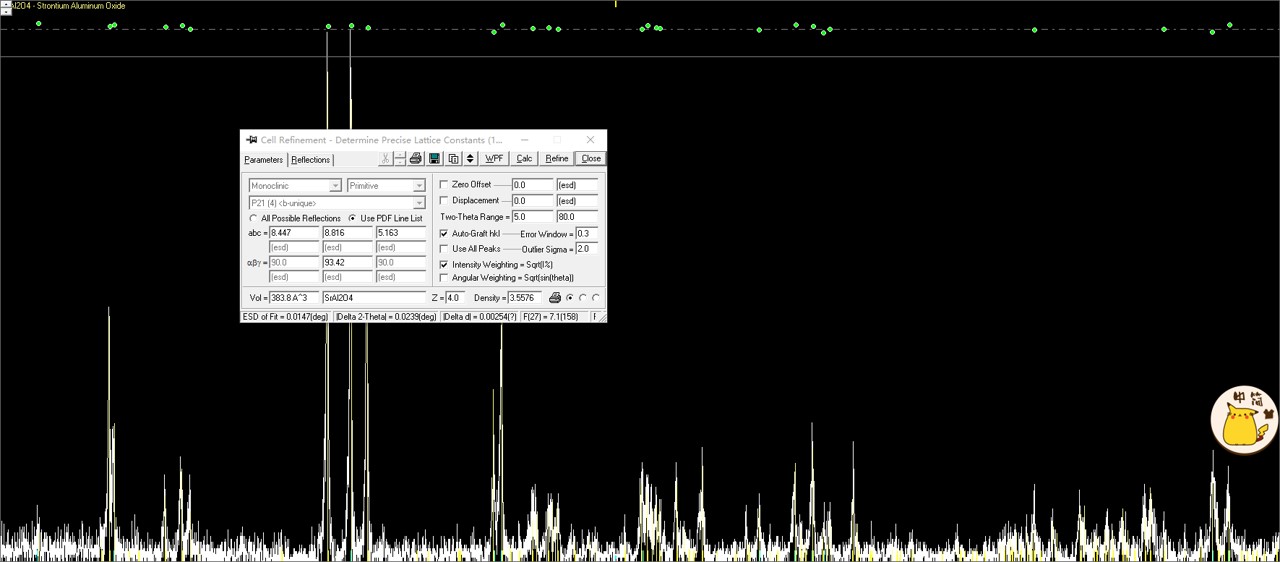 Al2O4 - Strontium Aluminum Oxide
Cell Refinement - Determine Precise Lattice Constants (1...
Parameters Reflections WPF Calc Refine Close
Monoclinic Primitive
P21 (4) <b-unique>
All Possible Reflections Use PDF Line List
abc = 8.447 8.816 5.163
(esd) (esd) (esd)
αβγ = 90.0 93.42 90.0
(esd) (esd) (esd)
Zero Offset 0.0 (esd)
Displacement 0.0 (esd)
Two-Theta Range = 5.0 80.0
Auto-Graft hkl Error Window = 0.3
Use All Peaks Outlier Sigma = 2.0
Intensity Weighting = Sqrt(I%)
Angular Weighting = Sqrt(sin(theta))
Vol = 383.8 A^3 SrAl2O4 Z = 4.0 Density = 3.5576
ESD of Fit = 0.0147(deg) |Delta 2-Theta| = 0.0239(deg) |Delta d| = 0.00254(?) F(27) = 7.1(158)
中 简